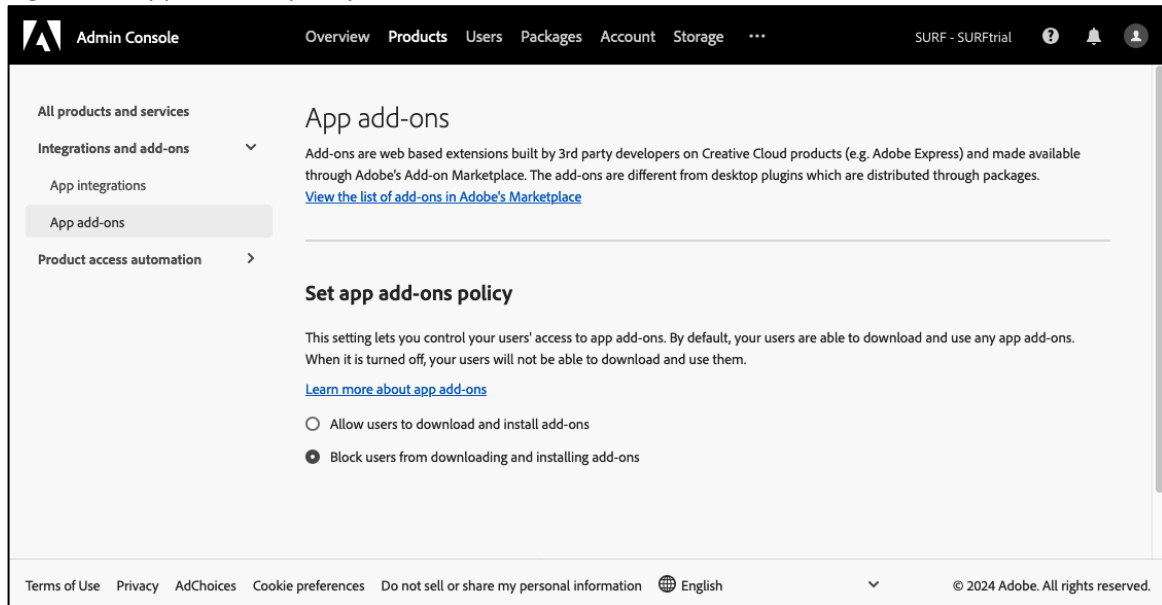 Admin Console
Overview Products Users Packages Account Storage ...
SURF - SURFtrial
All products and services
Integrations and add-ons
App integrations
App add-ons
Product access automation
App add-ons
Add-ons are web based extensions built by 3rd party developers on Creative Cloud products (e.g. Adobe Express) and made available
through Adobe's Add-on Marketplace. The add-ons are different from desktop plugins which are distributed through packages.
View the list of add-ons in Adobe's Marketplace
Set app add-ons policy
This setting lets you control your users' access to app add-ons. By default, your users are able to download and use any app add-ons.
When it is turned off, your users will not be able to download and use them.
Learn more about app add-ons
Allow users to download and install add-ons
Block users from downloading and installing add-ons
Terms of Use Privacy AdChoices Cookie preferences Do not sell or share my personal information English
© 2024 Adobe. All rights reserved.